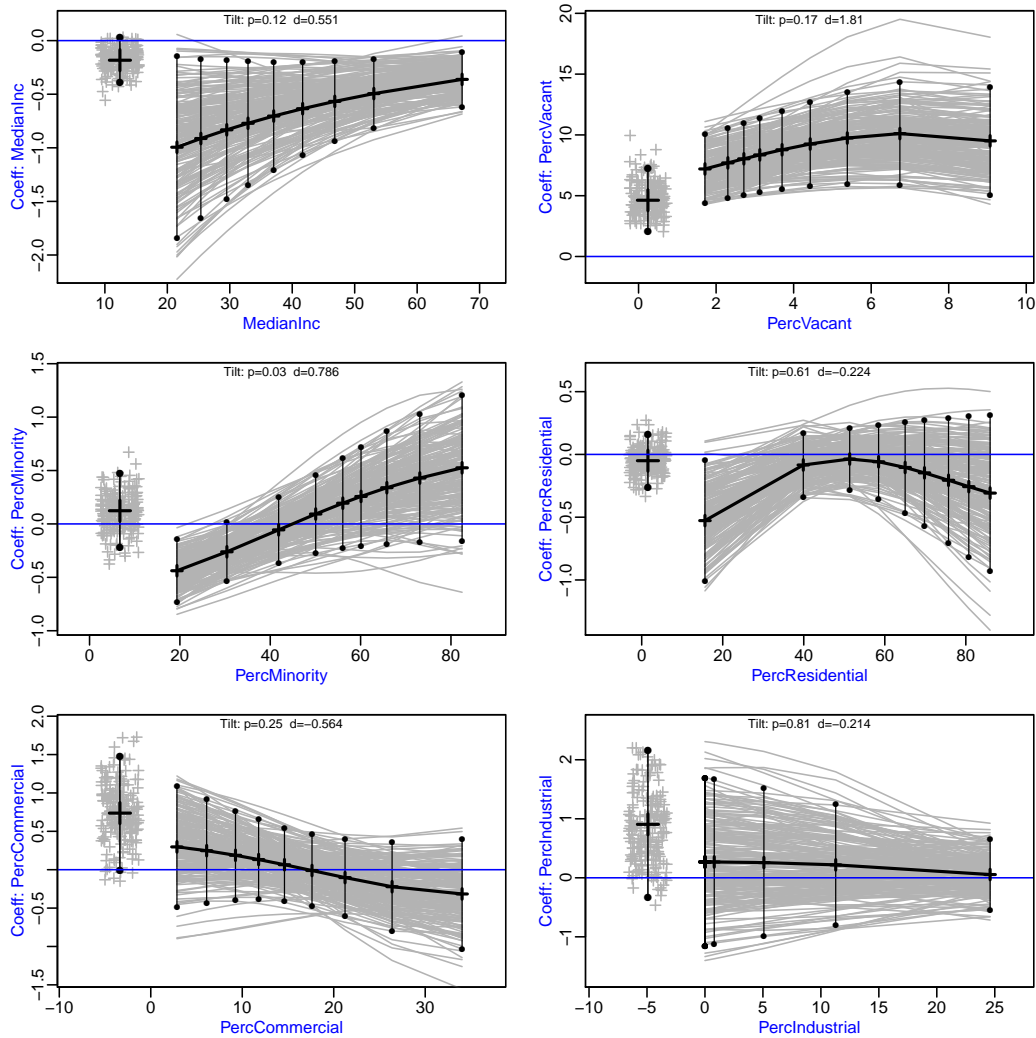 Tilt: p=0.12 d=0.551
Coeff: MedianInc
0.0
−0.5
−1.0
−1.5
−2.0
10 20 30 40 50 60 70
MedianInc
Tilt: p=0.17 d=1.81
Coeff: PercVacant
20
15
10
5
0
0 2 4 6 8 10
PercVacant
Tilt: p=0.03 d=0.786
Coeff: PercMinority
1.5
1.0
0.5
0.0
−0.5
−1.0
0 20 40 60 80
PercMinority
Tilt: p=0.61 d=−0.224
Coeff: PercResidential
0.5
0.0
−0.5
−1.0
0 20 40 60 80
PercResidential
Tilt: p=0.25 d=−0.564
Coeff: PercCommercial
2.0
1.5
1.0
0.5
−0.5
−1.5
−10 0 10 20 30
PercCommercial
Tilt: p=0.81 d=−0.214
Coeff: PercIndustrial
2
1
0
−1
−10 −5 0 5 10 15 20 25
PercIndustrial